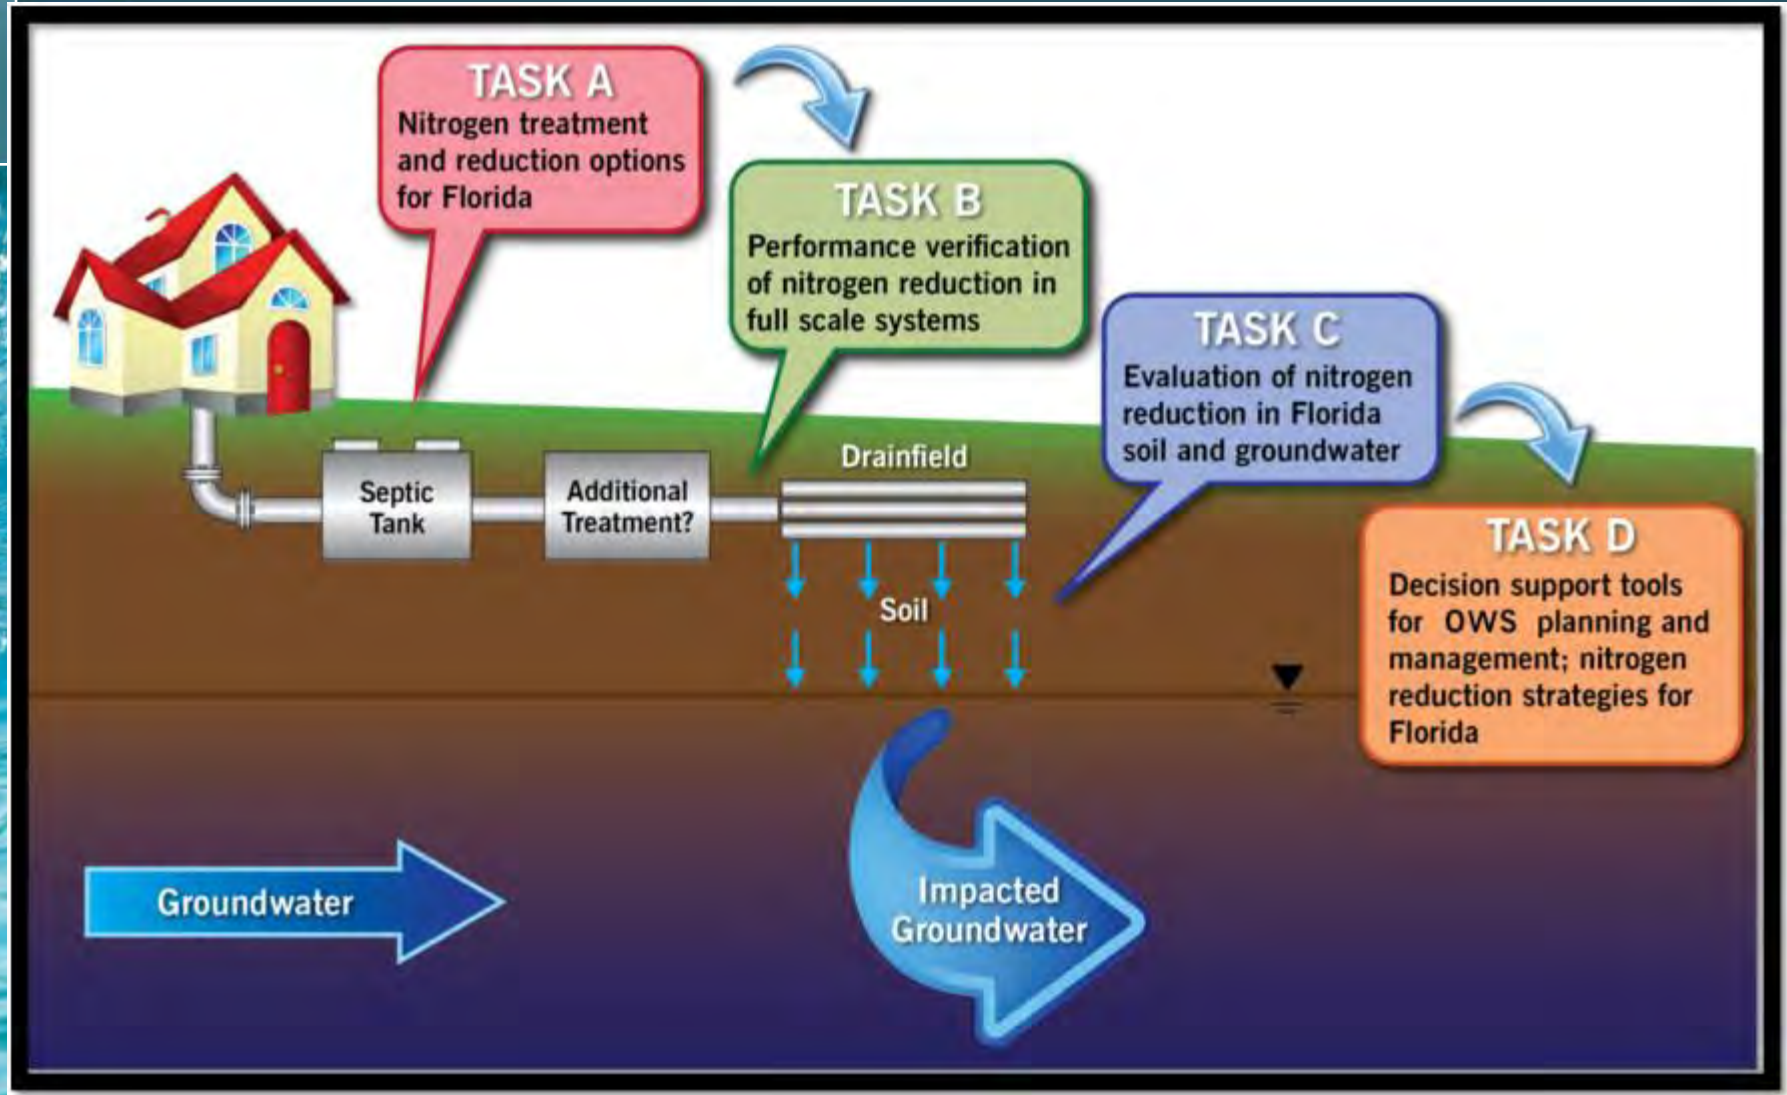 TASK A
Nitrogen treatment
and reduction options
for Florida
TASK B
Performance verification
of nitrogen reduction in
full scale systems
TASK C
Evaluation of nitrogen
reduction in Florida
soil and groundwater
TASK D
Decision support tools
for OWS planning and
management; nitrogen
reduction strategies for
Florida
Septic
Tank
Additional
Treatment?
Drainfield
Soil
Groundwater
Impacted
Groundwater